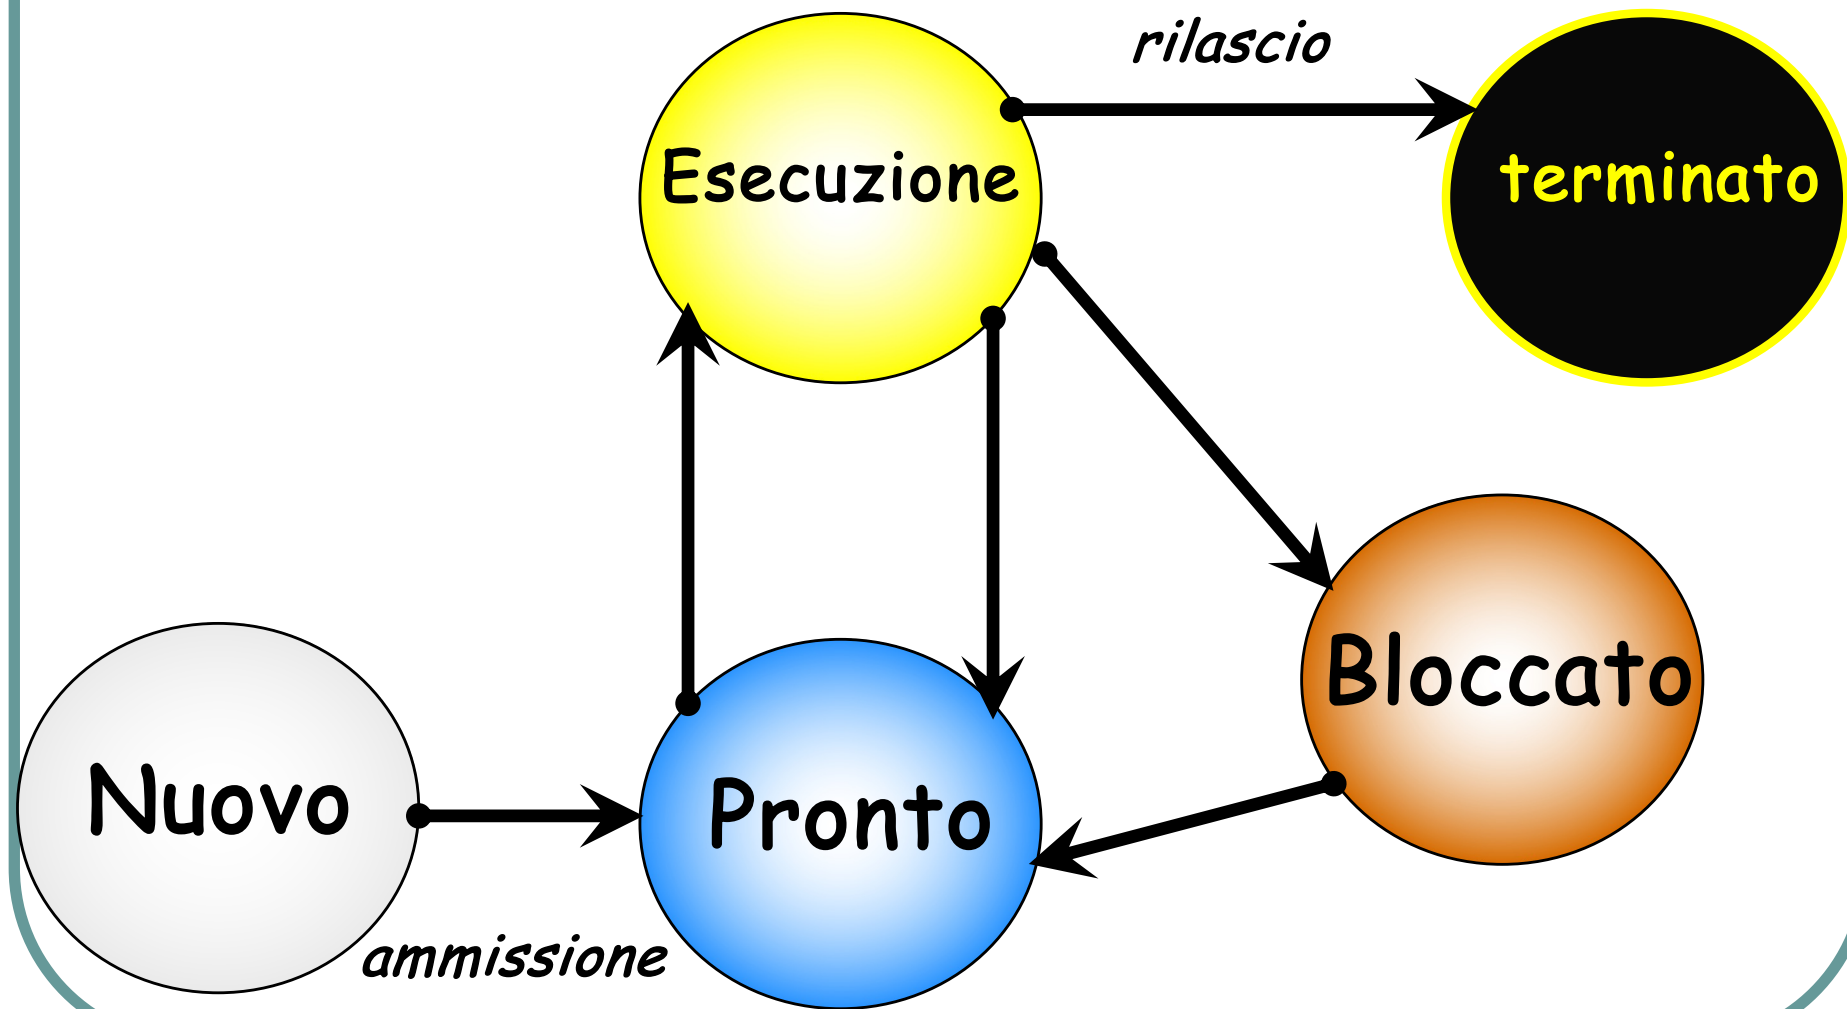 rilascio
Esecuzione
terminato
Bloccato
Nuovo
Pronto
ammissione